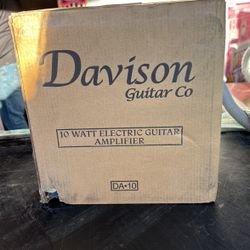 Davison
Guitar Co
10 WATT ELECTRIC GUITAR
AMPLIFIER
DA-10